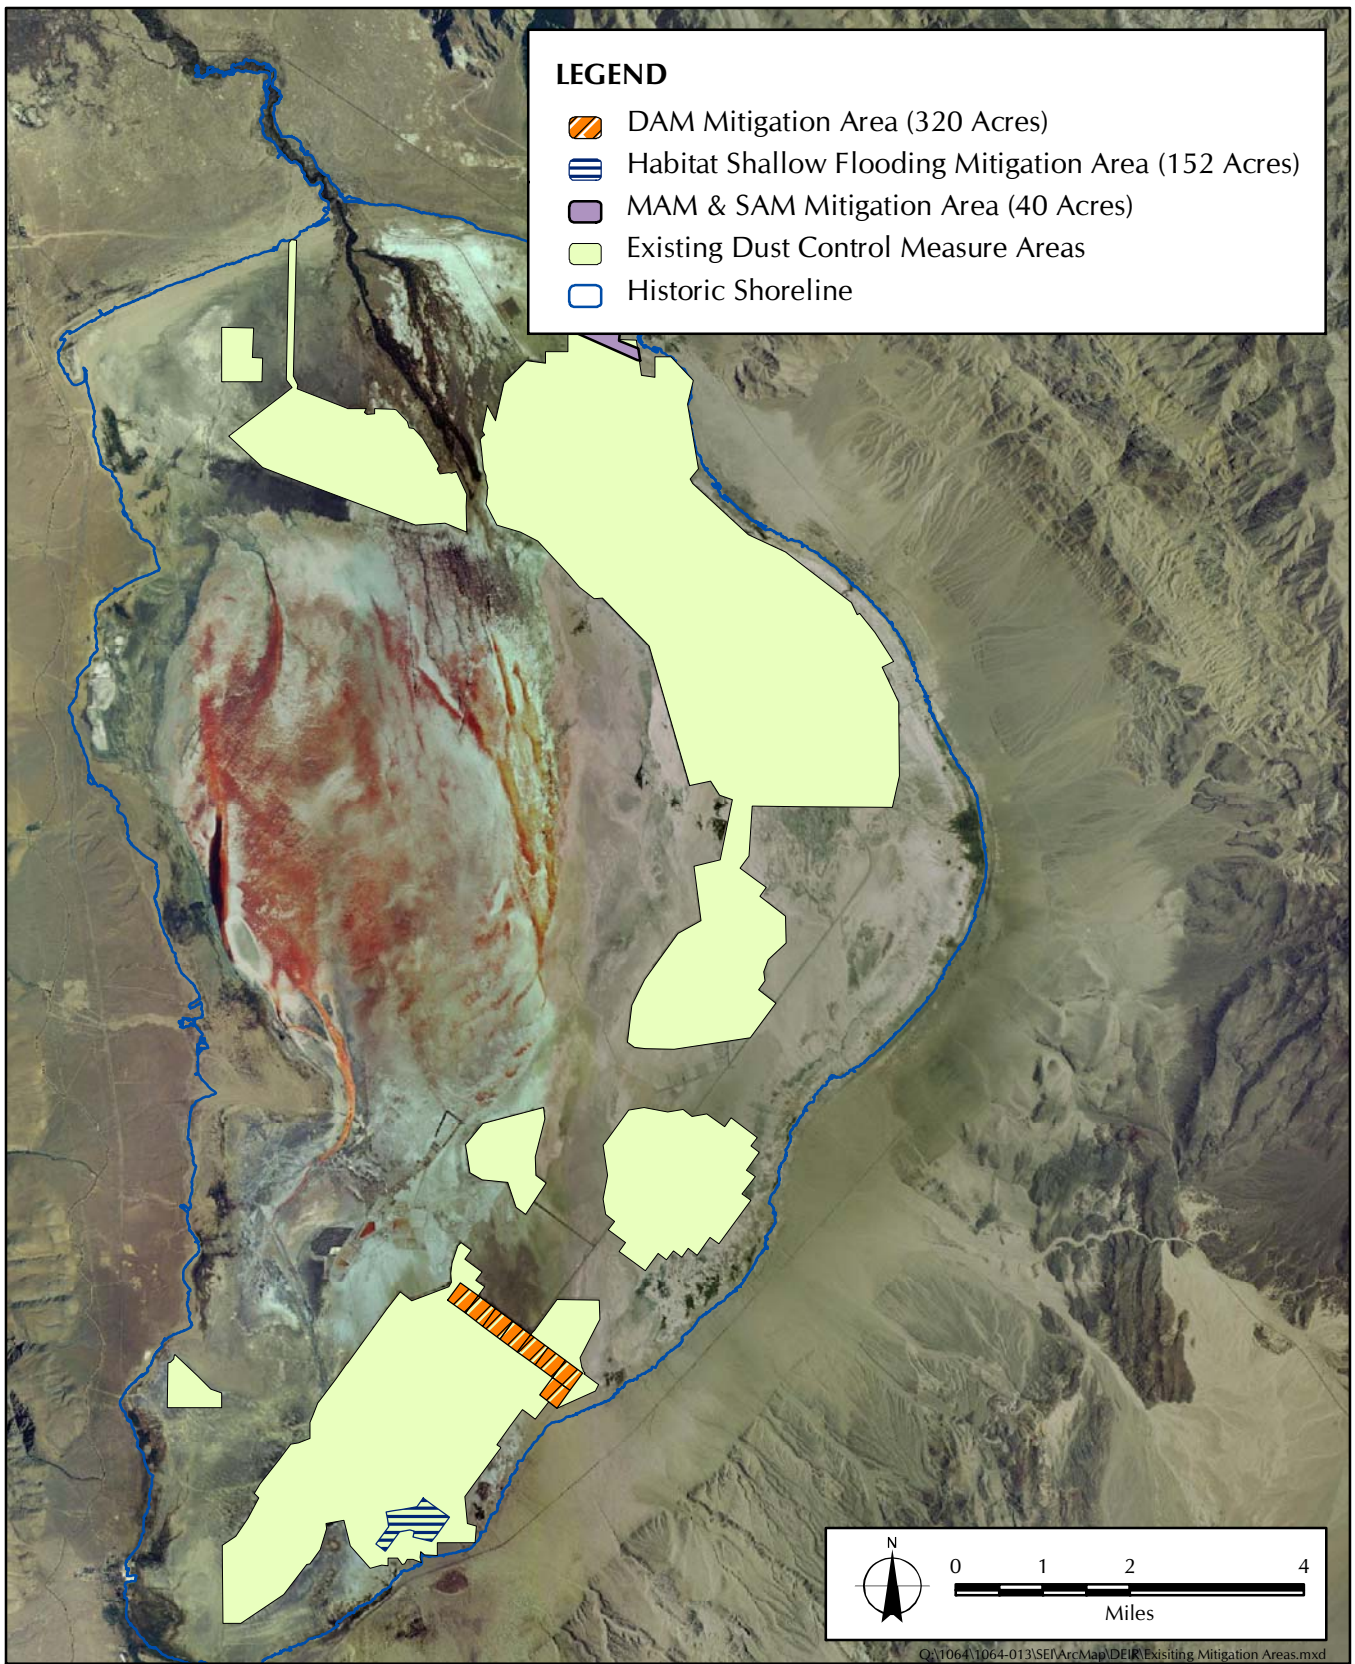 LEGEND
DAM Mitigation Area (320 Acres)
Habitat Shallow Flooding Mitigation Area (152 Acres)
MAM & SAM Mitigation Area (40 Acres)
Existing Dust Control Measure Areas
Historic Shoreline
N
0 1 2 4
Miles
Q:\1064\1064-013\SEI\ArcMap\DEIR\Exisiting Mitigation Areas.mxd